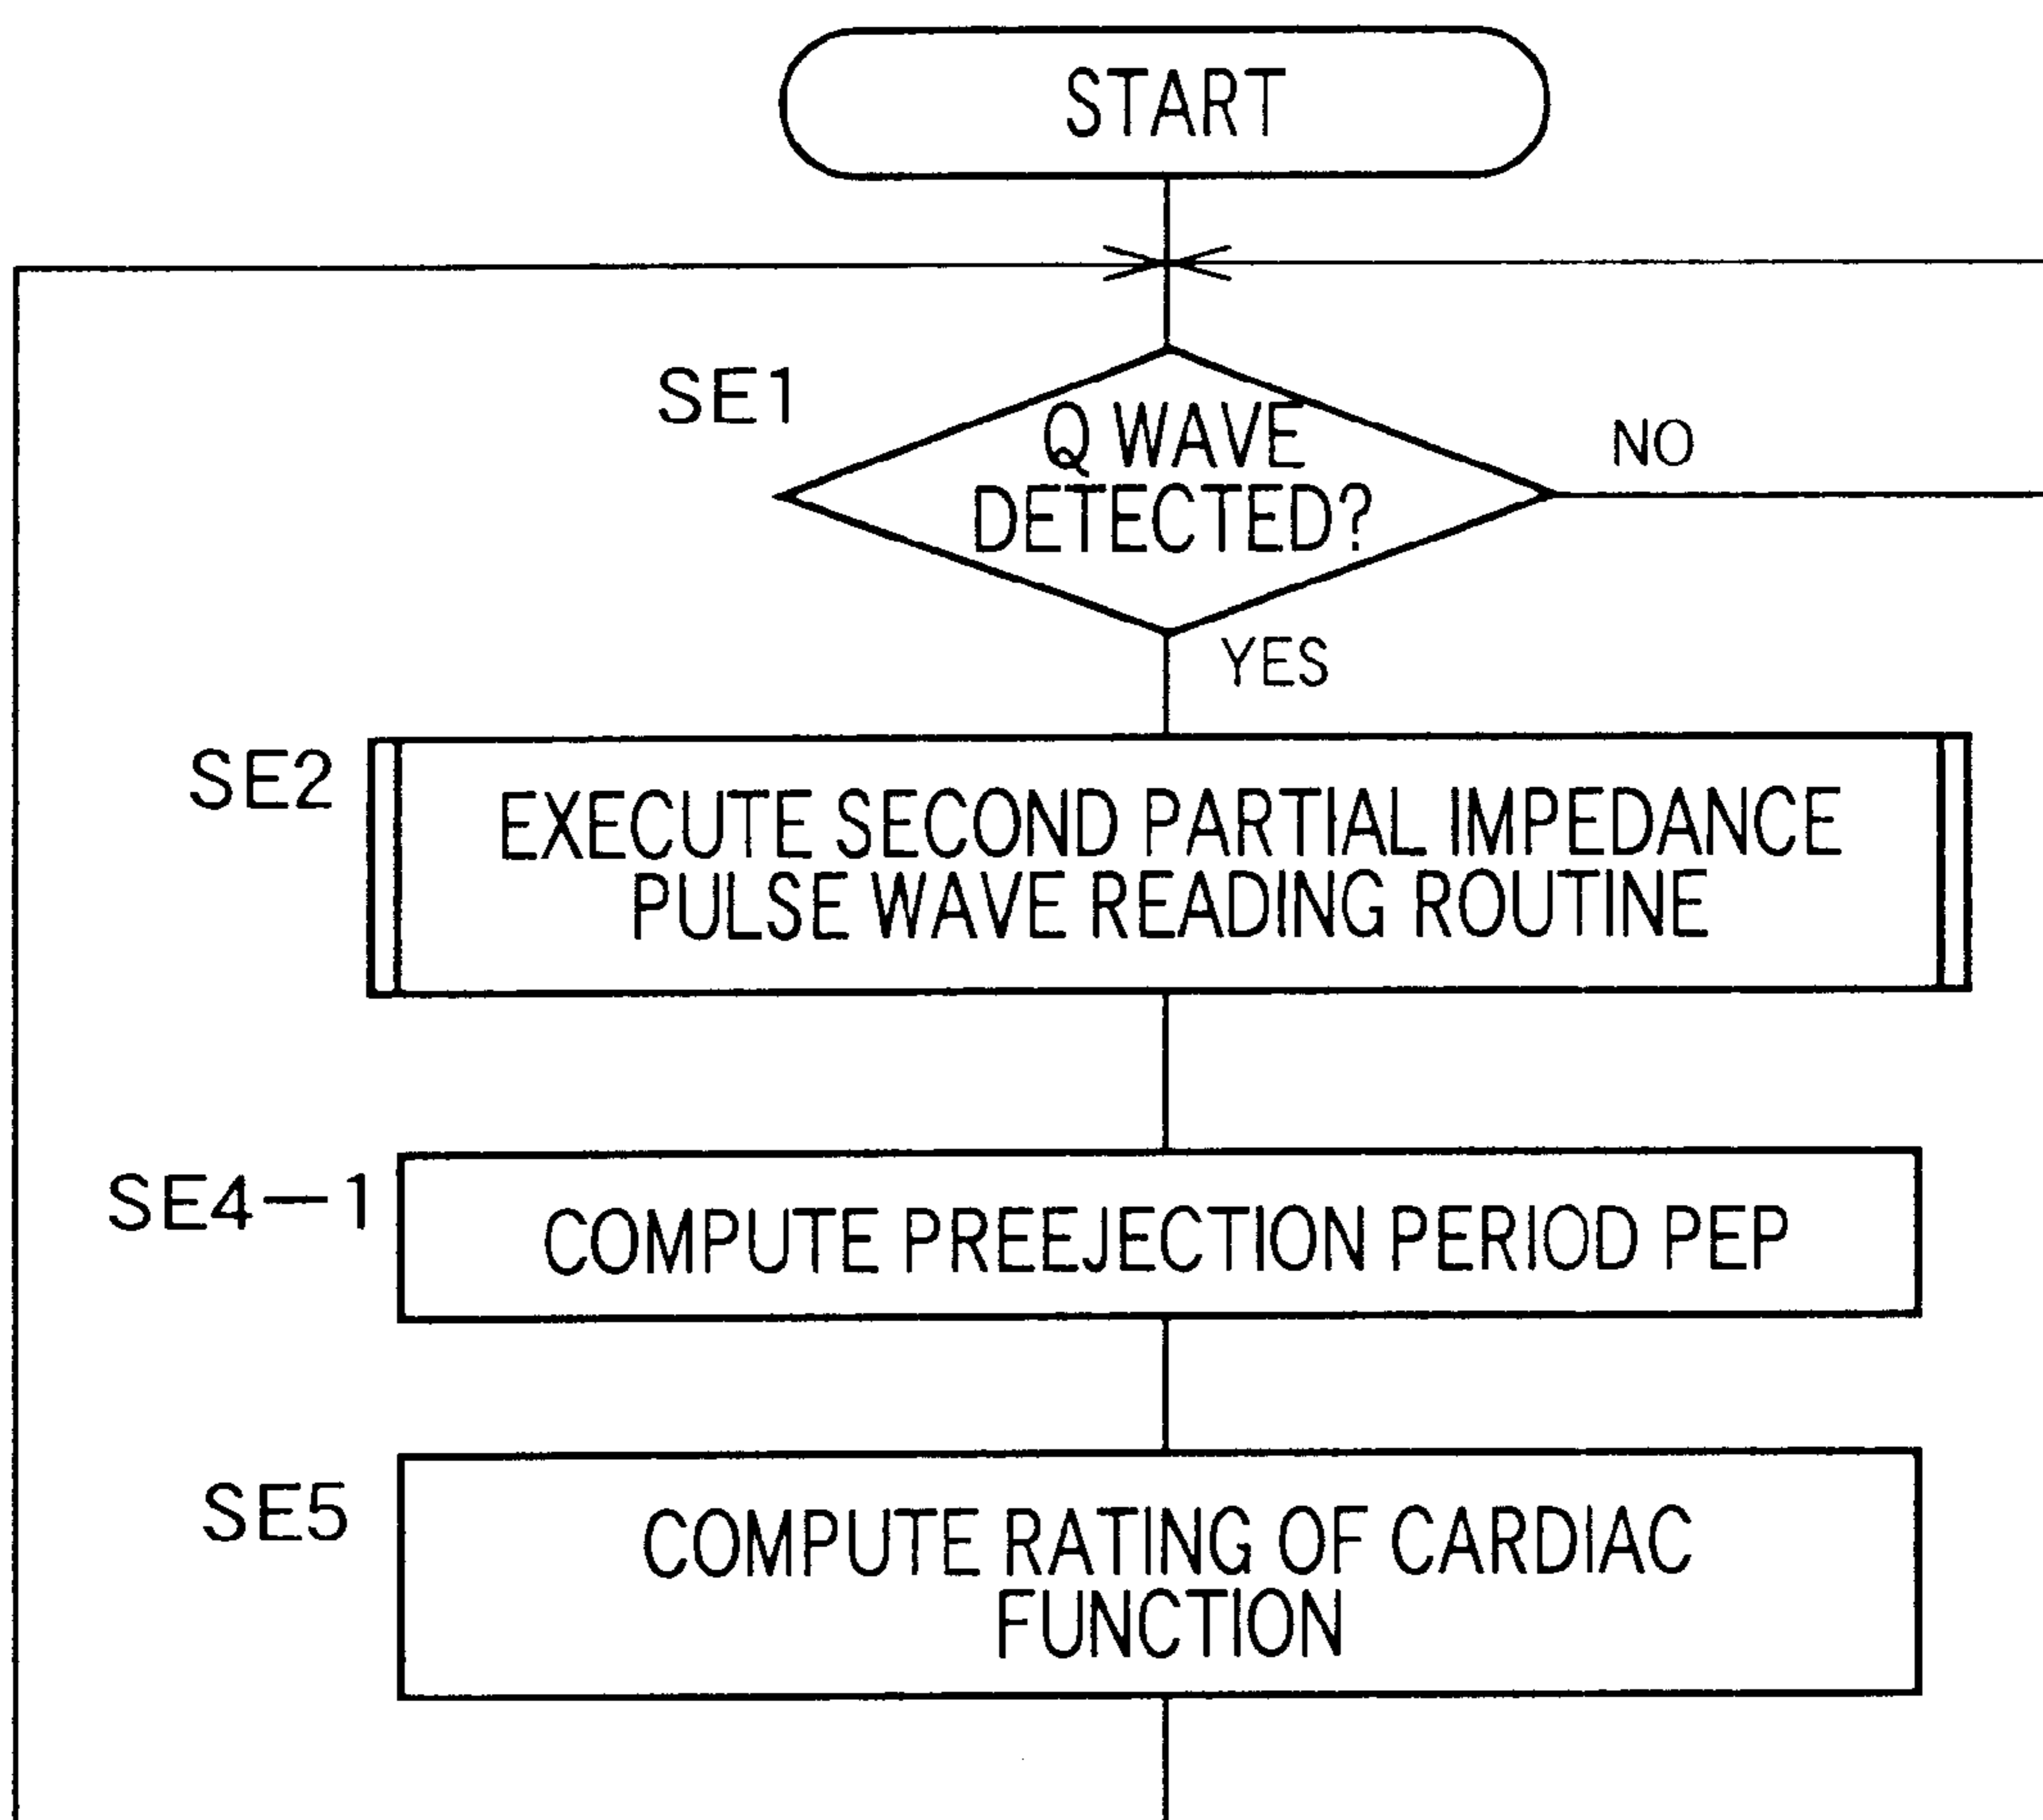 START
SE1
Q WAVE
DETECTED?
NO
YES
SE2
EXECUTE SECOND PARTIAL IMPEDANCE
PULSE WAVE READING ROUTINE
SE4-1
COMPUTE PREEJECTION PERIOD PEP
SE5
COMPUTE RATING OF CARDIAC
FUNCTION